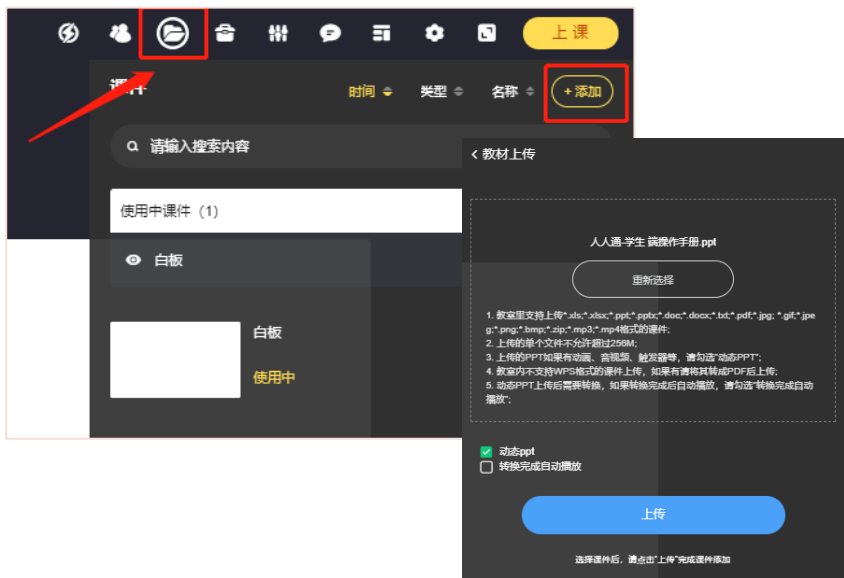 上课
课件
时间 类型 名称 +添加
请输入搜索内容
使用中课件（1）
白板
白板
使用中
教材上传
人人通-学生 端操作手册.ppt
重新选择
1. 教室里支持上传*.xls;*.xlsx;*.ppt;*.pptx;*.doc;*.docx;*.txt;*.pdf;*.jpg; *.gif;*.jpe
g;*.png;*.bmp;*.zip;*.mp3;*.mp4格式的课件;
2. 上传的单个文件不允许超过256M;
3. 上传的PPT如果有动画、音视频、触发器等，请勾选"动态PPT";
4. 教室内不支持WPS格式的课件上传，如果有请将其转成PDF后上传;
5. 动态PPT上传后需要转换，如果转换完成后自动播放，请勾选"转换完成自动
播放";
动态ppt
转换完成自动播放
上传
选择课件后，请点击"上传"完成课件添加